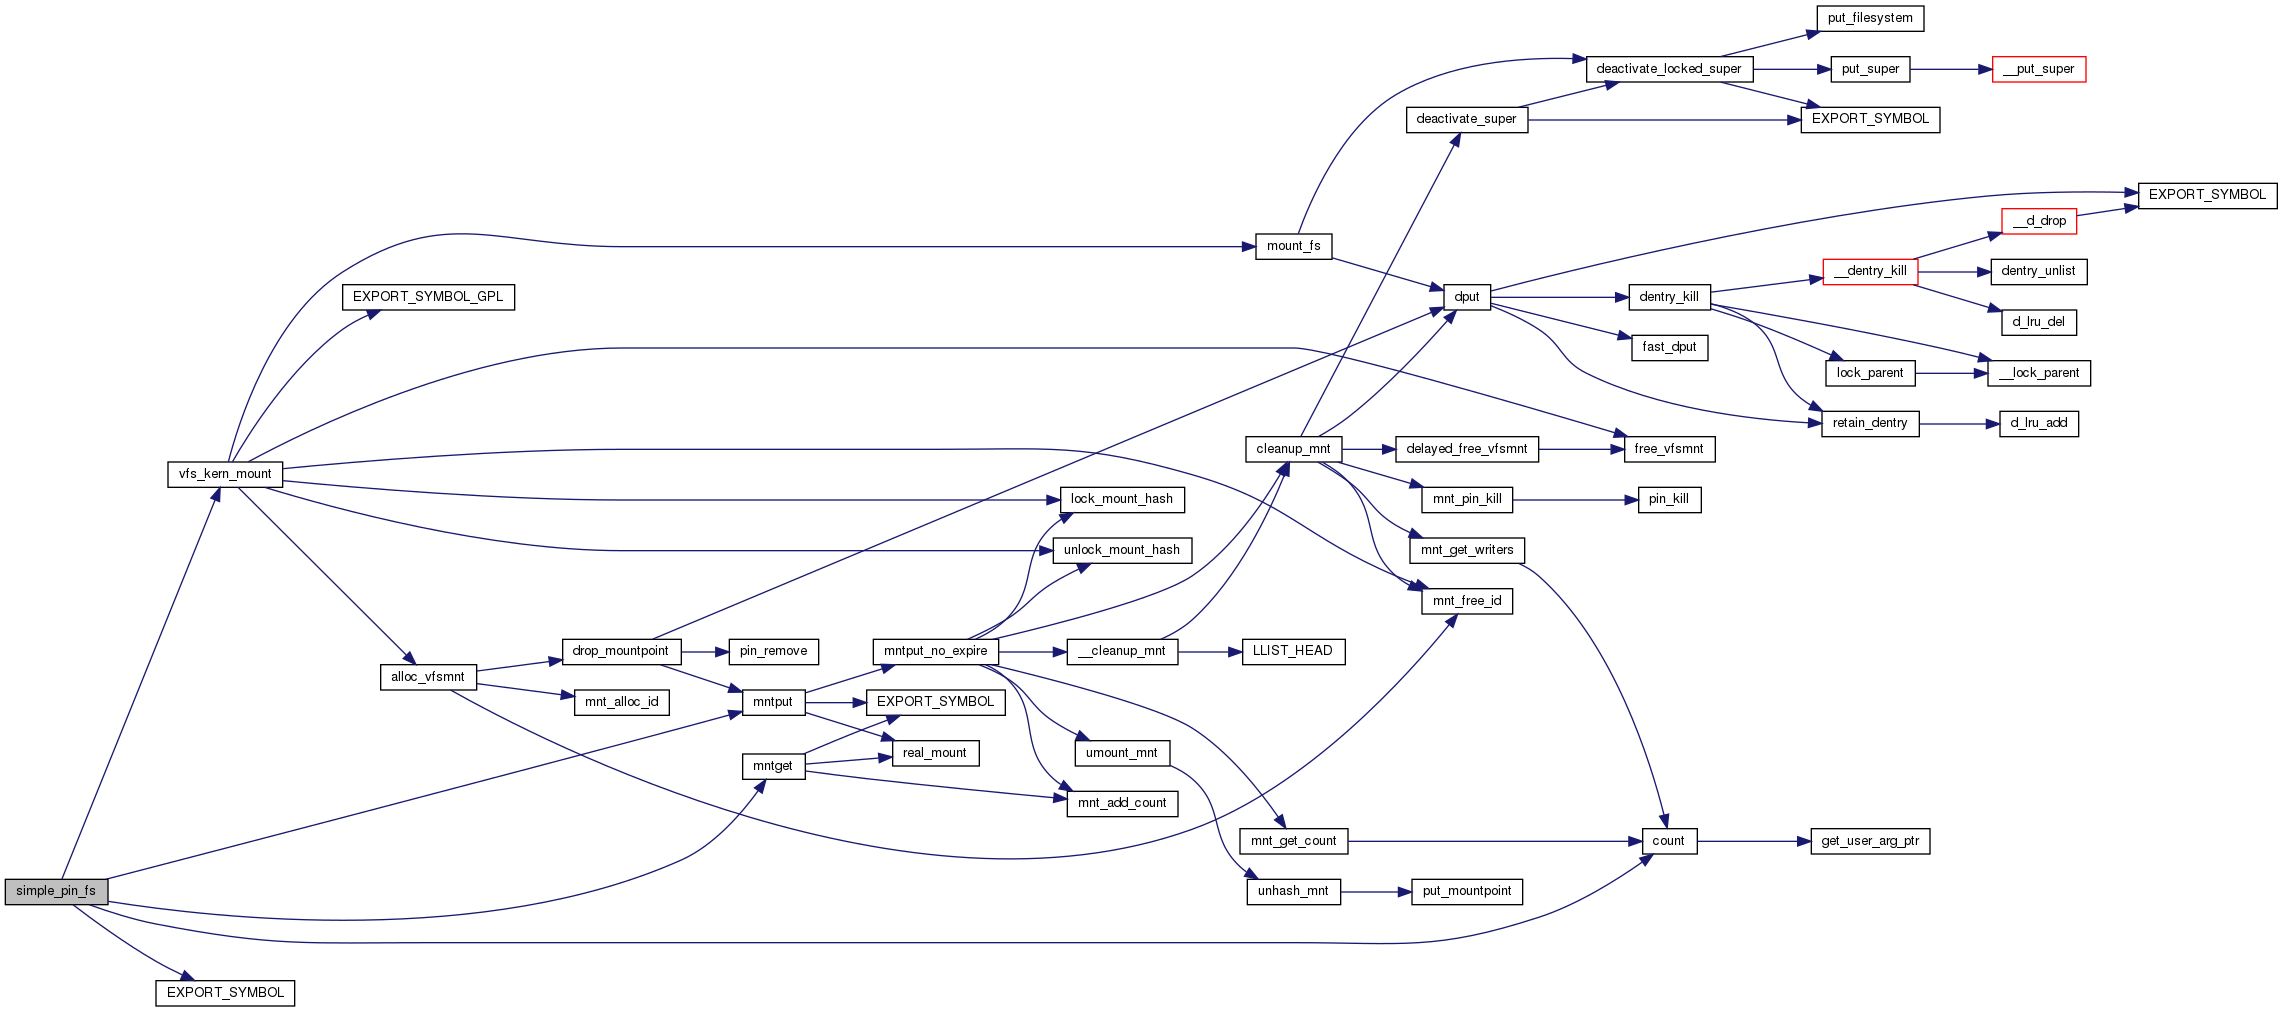 put_filesystem
deactivate_locked_super
put_super
__put_super
deactivate_super
EXPORT_SYMBOL
EXPORT_SYMBOL
__d_drop
mount_fs
__dentry_kill
dentry_unlist
EXPORT_SYMBOL_GPL
dput
dentry_kill
d_lru_del
fast_dput
lock_parent
__lock_parent
retain_dentry
d_lru_add
cleanup_mnt
delayed_free_vfsmnt
free_vfsmnt
vfs_kern_mount
lock_mount_hash
mnt_pin_kill
pin_kill
unlock_mount_hash
mnt_get_writers
mnt_free_id
drop_mountpoint
pin_remove
mntput_no_expire
__cleanup_mnt
LLIST_HEAD
alloc_vfsmnt
mnt_alloc_id
mntput
EXPORT_SYMBOL
real_mount
umount_mnt
mntget
mnt_add_count
mnt_get_count
count
get_user_arg_ptr
simple_pin_fs
unhash_mnt
put_mountpoint
EXPORT_SYMBOL